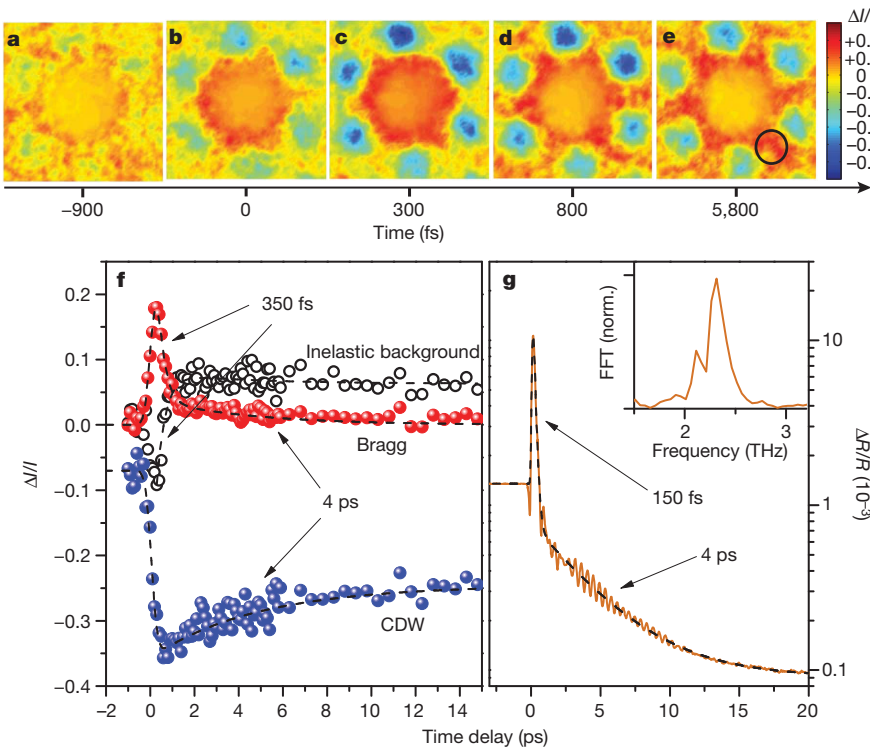 a b c d e
ΔI/
+0.
+0.
0
–0.
–0.
–0.
–0.
–900 0 300 800 5,800
Time (fs)
f
0.2
0.1
0.0
–0.1
–0.2
–0.3
–0.4
ΔI/I
350 fs
Inelastic background
Bragg
4 ps
CDW
0 2 4 6 8 10 12 14
g
FFT (norm.)
2 3
Frequency (THz)
150 fs
4 ps
10
1
0.1
ΔR/R (10⁻³)
0 5 10 15 20
Time delay (ps)